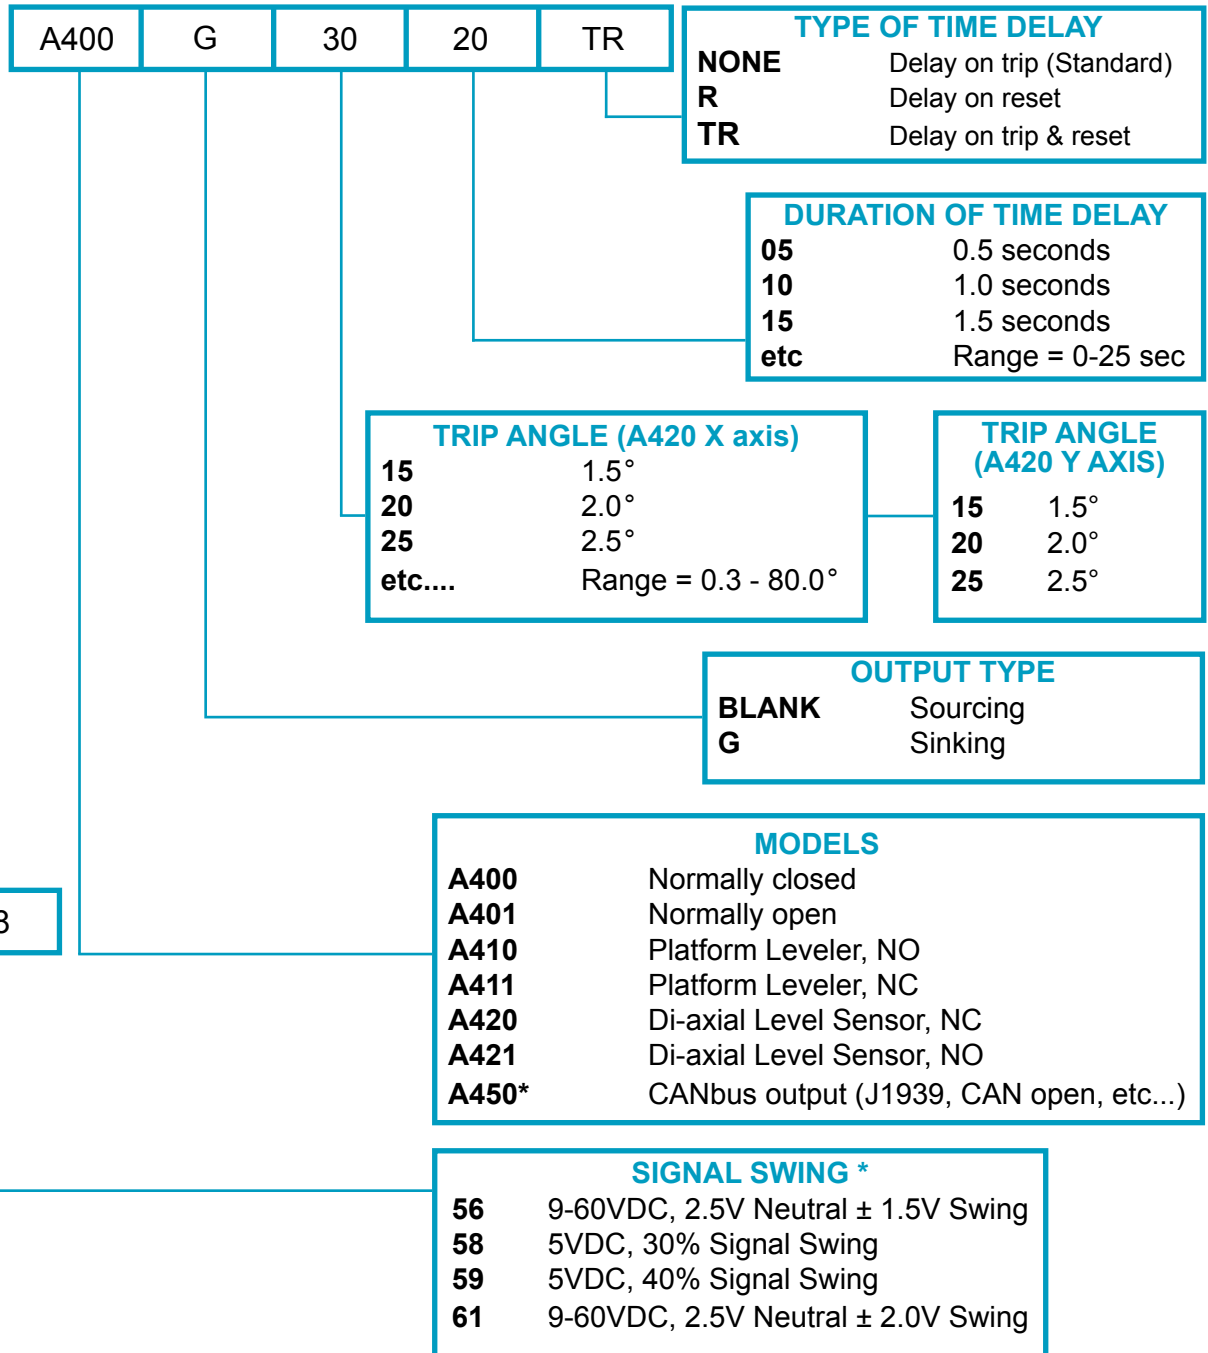 A400 G 30 20 TR
TYPE OF TIME DELAY
NONE Delay on trip (Standard)
R Delay on reset
TR Delay on trip & reset
DURATION OF TIME DELAY
05 0.5 seconds
10 1.0 seconds
15 1.5 seconds
etc Range = 0-25 sec
TRIP ANGLE (A420 X axis)
15 1.5°
20 2.0°
25 2.5°
etc.... Range = 0.3 - 80.0°
TRIP ANGLE
(A420 Y AXIS)
15 1.5°
20 2.0°
25 2.5°
OUTPUT TYPE
BLANK Sourcing
G Sinking
MODELS
A400 Normally closed
A401 Normally open
A410 Platform Leveler, NO
A411 Platform Leveler, NC
A420 Di-axial Level Sensor, NC
A421 Di-axial Level Sensor, NO
A450* CANbus output (J1939, CAN open, etc...)
SIGNAL SWING *
56 9-60VDC, 2.5V Neutral ± 1.5V Swing
58 5VDC, 30% Signal Swing
59 5VDC, 40% Signal Swing
61 9-60VDC, 2.5V Neutral ± 2.0V Swing